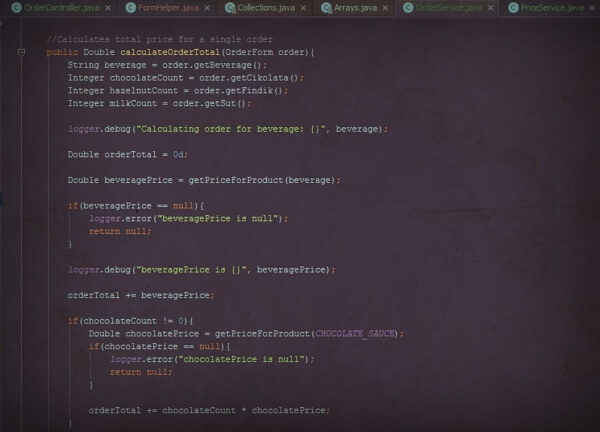 OrderController.java
FormHelper.java
Collections.java
Arrays.java
OrderService.java
PriceService.java
//Calculates total price for a single order
public Double calculateOrderTotal(OrderForm order){
String beverage = order.getBeverage();
Integer chocolateCount = order.getCikolata();
Integer hazelnutCount = order.getFindik();
Integer milkCount = order.getSut();
logger.debug("Calculating order for beverage: {}", beverage);
Double orderTotal = 0d;
Double beveragePrice = getPriceForProduct(beverage);
if(beveragePrice == null){
logger.error("beveragePrice is null");
return null;
}
logger.debug("beveragePrice is {}", beveragePrice);
orderTotal += beveragePrice;
if(chocolateCount != 0){
Double chocolatePrice = getPriceForProduct(CHOCOLATE_SAUCE);
if(chocolatePrice == null){
logger.error("chocolatePrice is null");
return null;
}
orderTotal += chocolateCount * chocolatePrice;
}